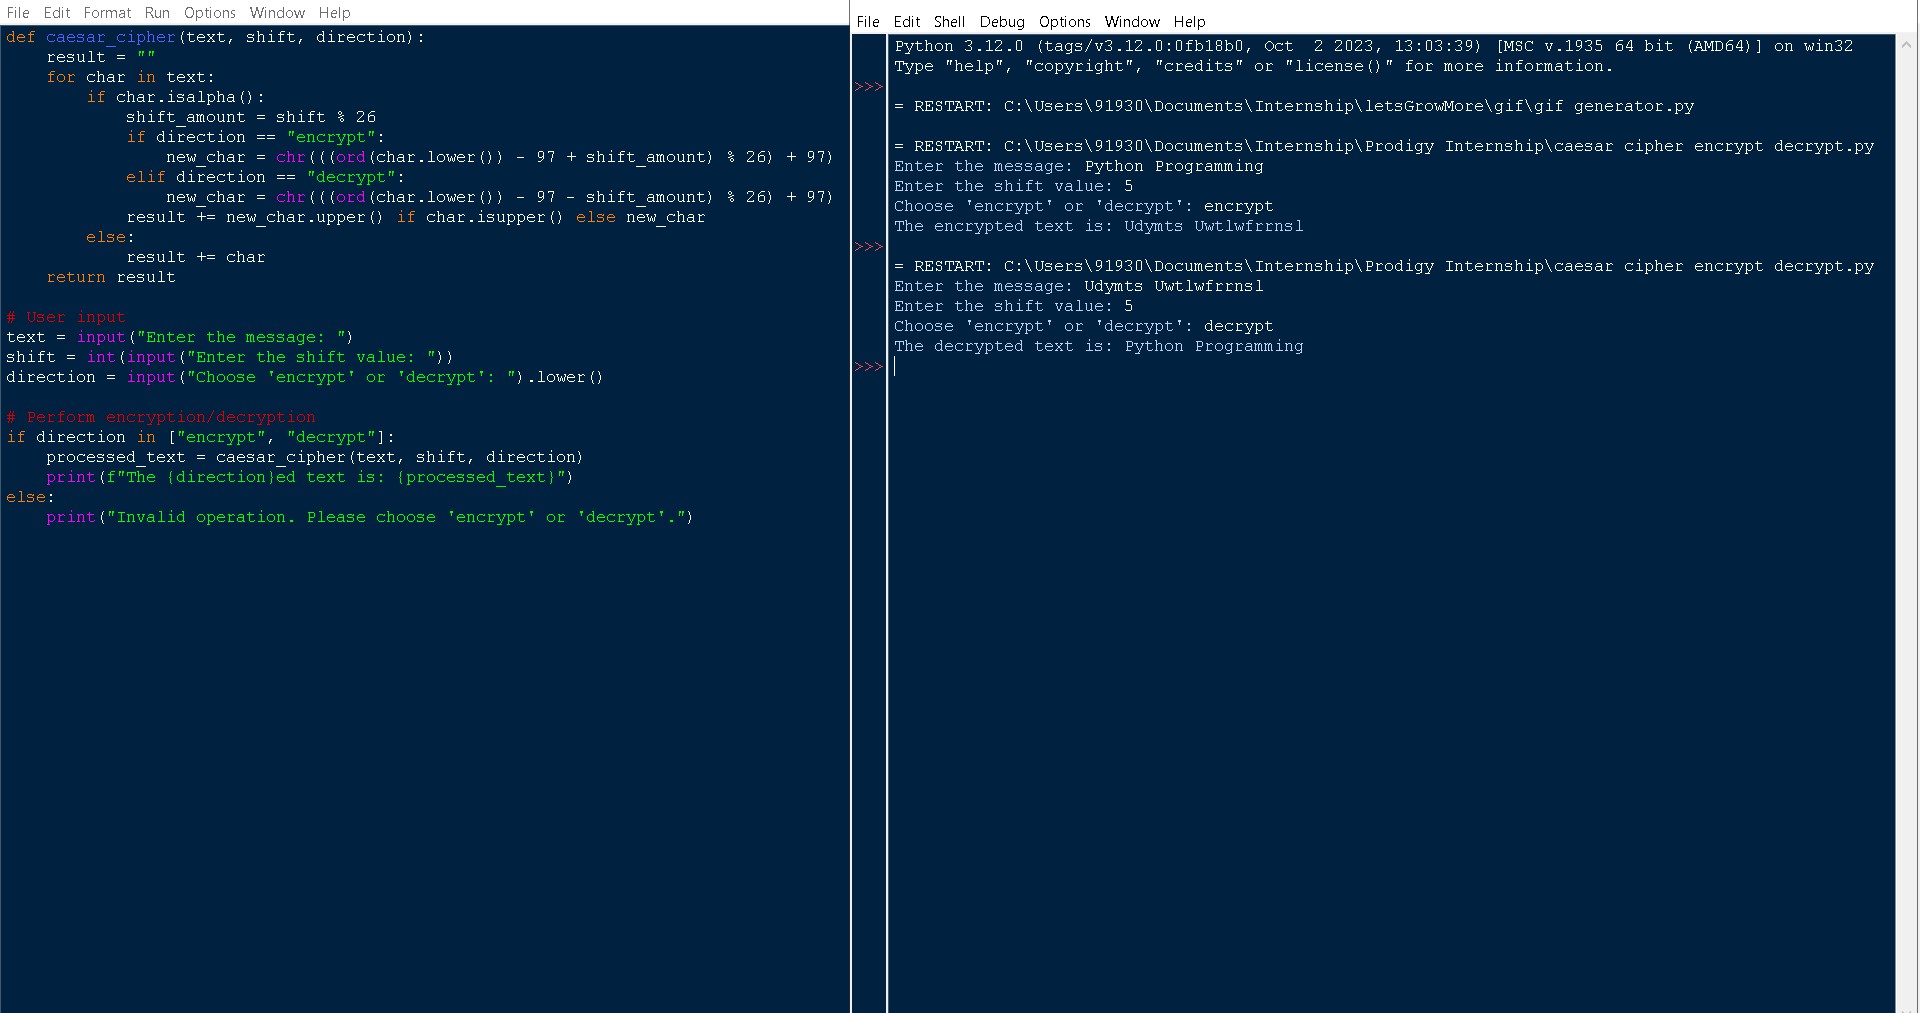 File Edit Format Run Options Window Help
def caesar_cipher(text, shift, direction):
    result = ""
    for char in text:
        if char.isalpha():
            shift_amount = shift % 26
            if direction == "encrypt":
                new_char = chr(((ord(char.lower()) - 97 + shift_amount) % 26) + 97)
            elif direction == "decrypt":
                new_char = chr(((ord(char.lower()) - 97 - shift_amount) % 26) + 97)
            result += new_char.upper() if char.isupper() else new_char
        else:
            result += char
    return result
# User input
text = input("Enter the message: ")
shift = int(input("Enter the shift value: "))
direction = input("Choose 'encrypt' or 'decrypt': ").lower()
# Perform encryption/decryption
if direction in ["encrypt", "decrypt"]:
    processed_text = caesar_cipher(text, shift, direction)
    print(f"The {direction}ed text is: {processed_text}")
else:
    print("Invalid operation. Please choose 'encrypt' or 'decrypt'.")
File Edit Shell Debug Options Window Help
Python 3.12.0 (tags/v3.12.0:0fb18b0, Oct  2 2023, 13:03:39) [MSC v.1935 64 bit (AMD64)] on win32
Type "help", "copyright", "credits" or "license()" for more information.
>>>
= RESTART: C:\Users\91930\Documents\Internship\letsGrowMore\gif\gif generator.py
= RESTART: C:\Users\91930\Documents\Internship\Prodigy Internship\caesar cipher encrypt decrypt.py
Enter the message: Python Programming
Enter the shift value: 5
Choose 'encrypt' or 'decrypt': encrypt
The encrypted text is: Udymts Uwtlwfrrnsl
>>>
= RESTART: C:\Users\91930\Documents\Internship\Prodigy Internship\caesar cipher encrypt decrypt.py
Enter the message: Udymts Uwtlwfrrnsl
Enter the shift value: 5
Choose 'encrypt' or 'decrypt': decrypt
The decrypted text is: Python Programming
>>>